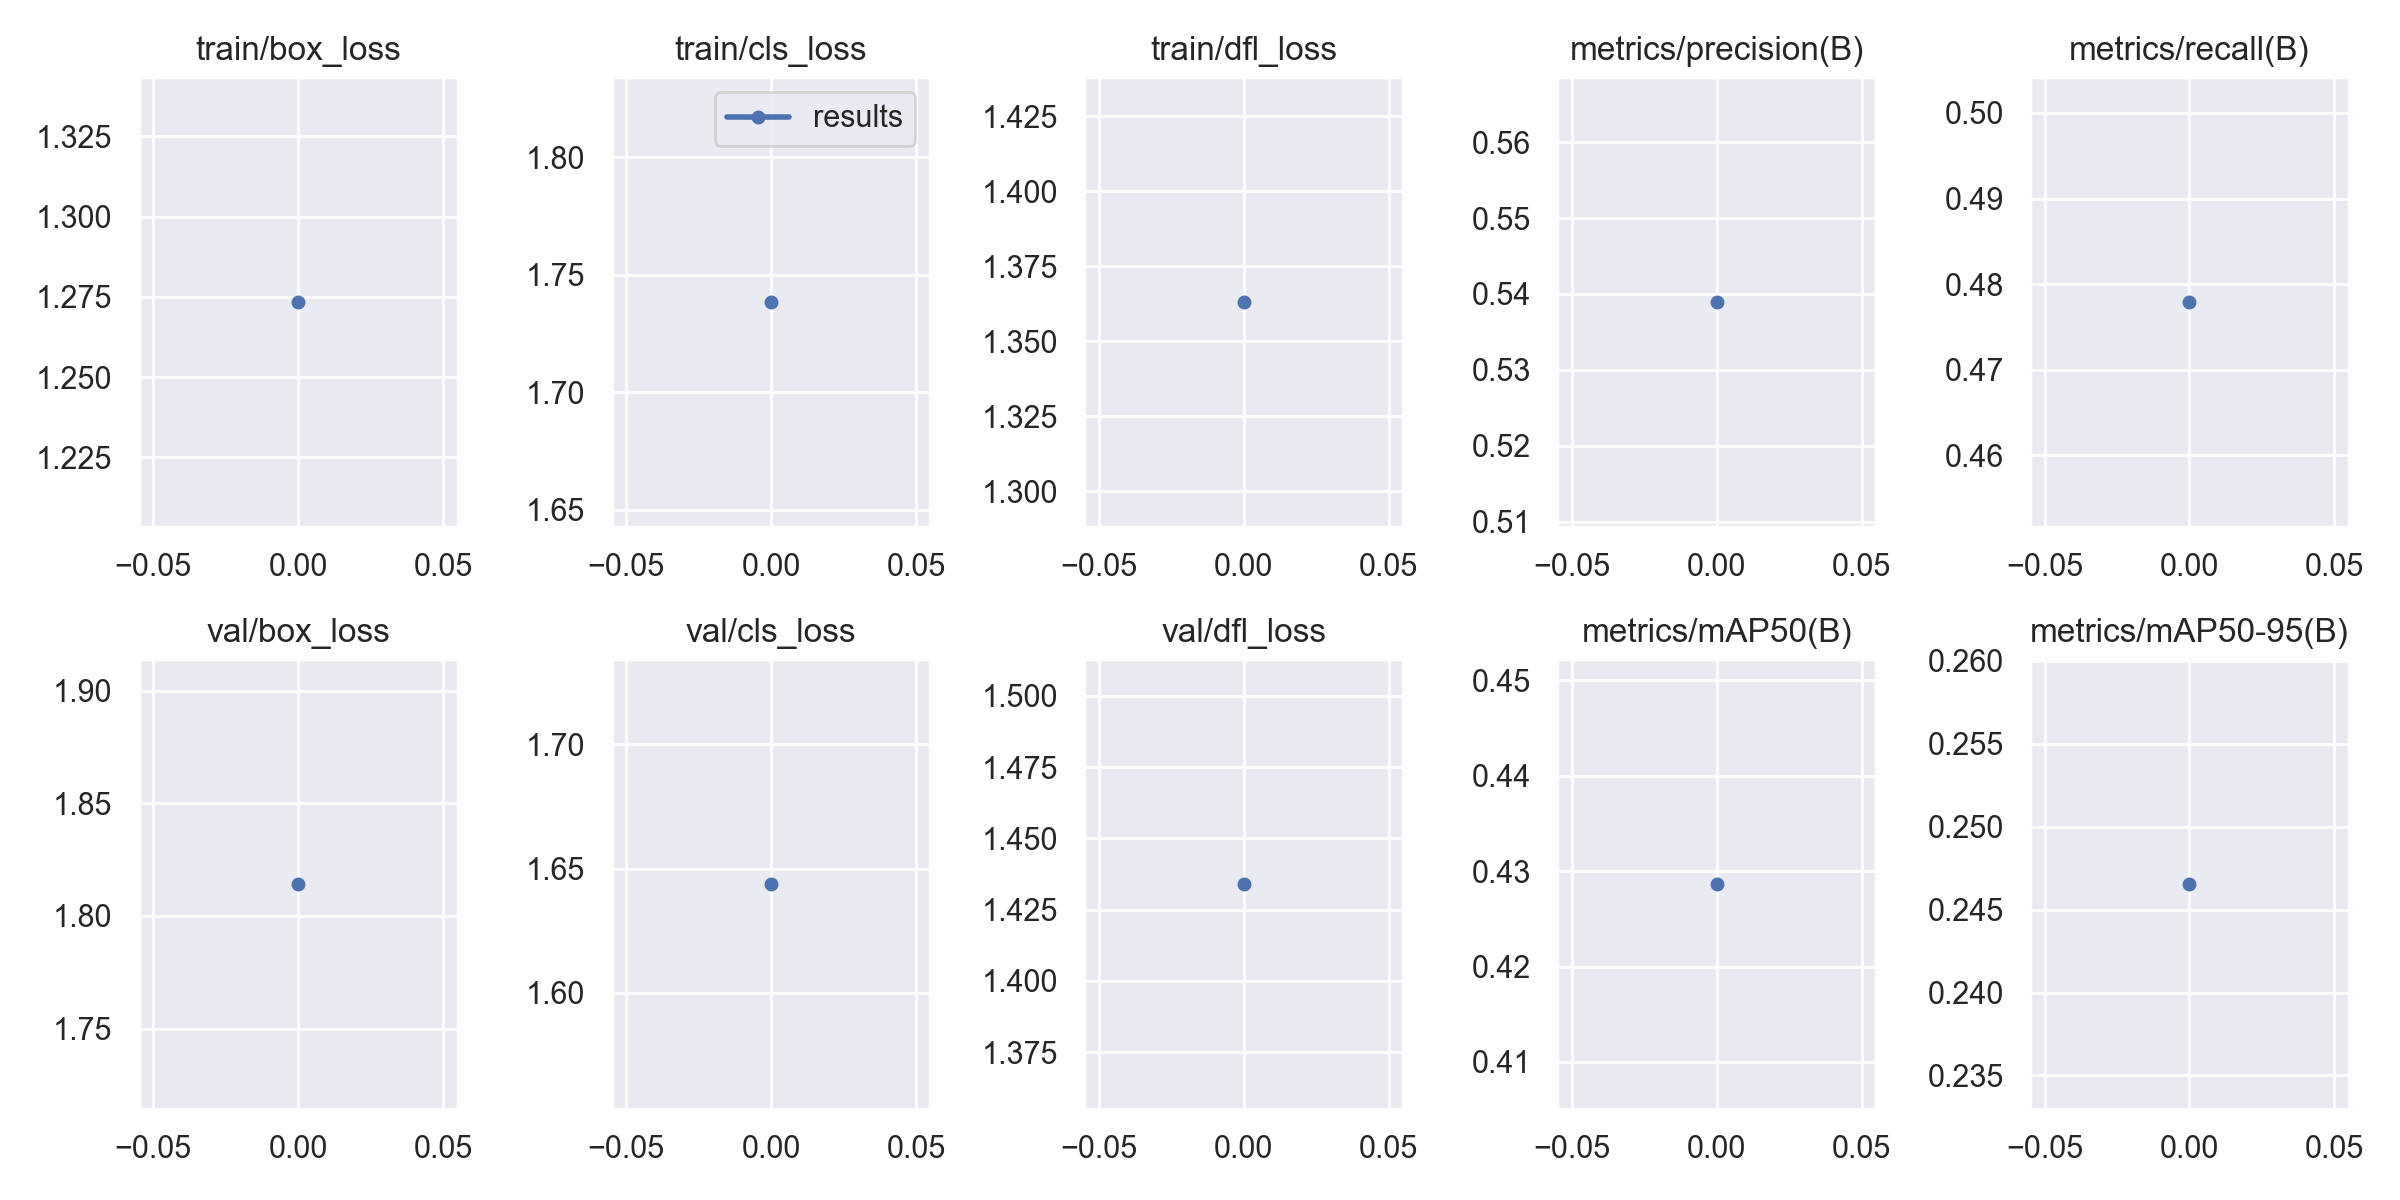 train/box_loss
1.325
1.300
1.275
1.250
1.225
−0.05 0.00 0.05
train/cls_loss
results
1.80
1.75
1.70
1.65
−0.05 0.00 0.05
train/dfl_loss
1.425
1.400
1.375
1.350
1.325
1.300
−0.05 0.00 0.05
metrics/precision(B)
0.56
0.55
0.54
0.53
0.52
0.51
−0.05 0.00 0.05
metrics/recall(B)
0.50
0.49
0.48
0.47
0.46
−0.05 0.00 0.05
val/box_loss
1.90
1.85
1.80
1.75
−0.05 0.00 0.05
val/cls_loss
1.70
1.65
1.60
−0.05 0.00 0.05
val/dfl_loss
1.500
1.475
1.450
1.425
1.400
1.375
−0.05 0.00 0.05
metrics/mAP50(B)
0.45
0.44
0.43
0.42
0.41
−0.05 0.00 0.05
metrics/mAP50-95(B)
0.260
0.255
0.250
0.245
0.240
0.235
−0.05 0.00 0.05